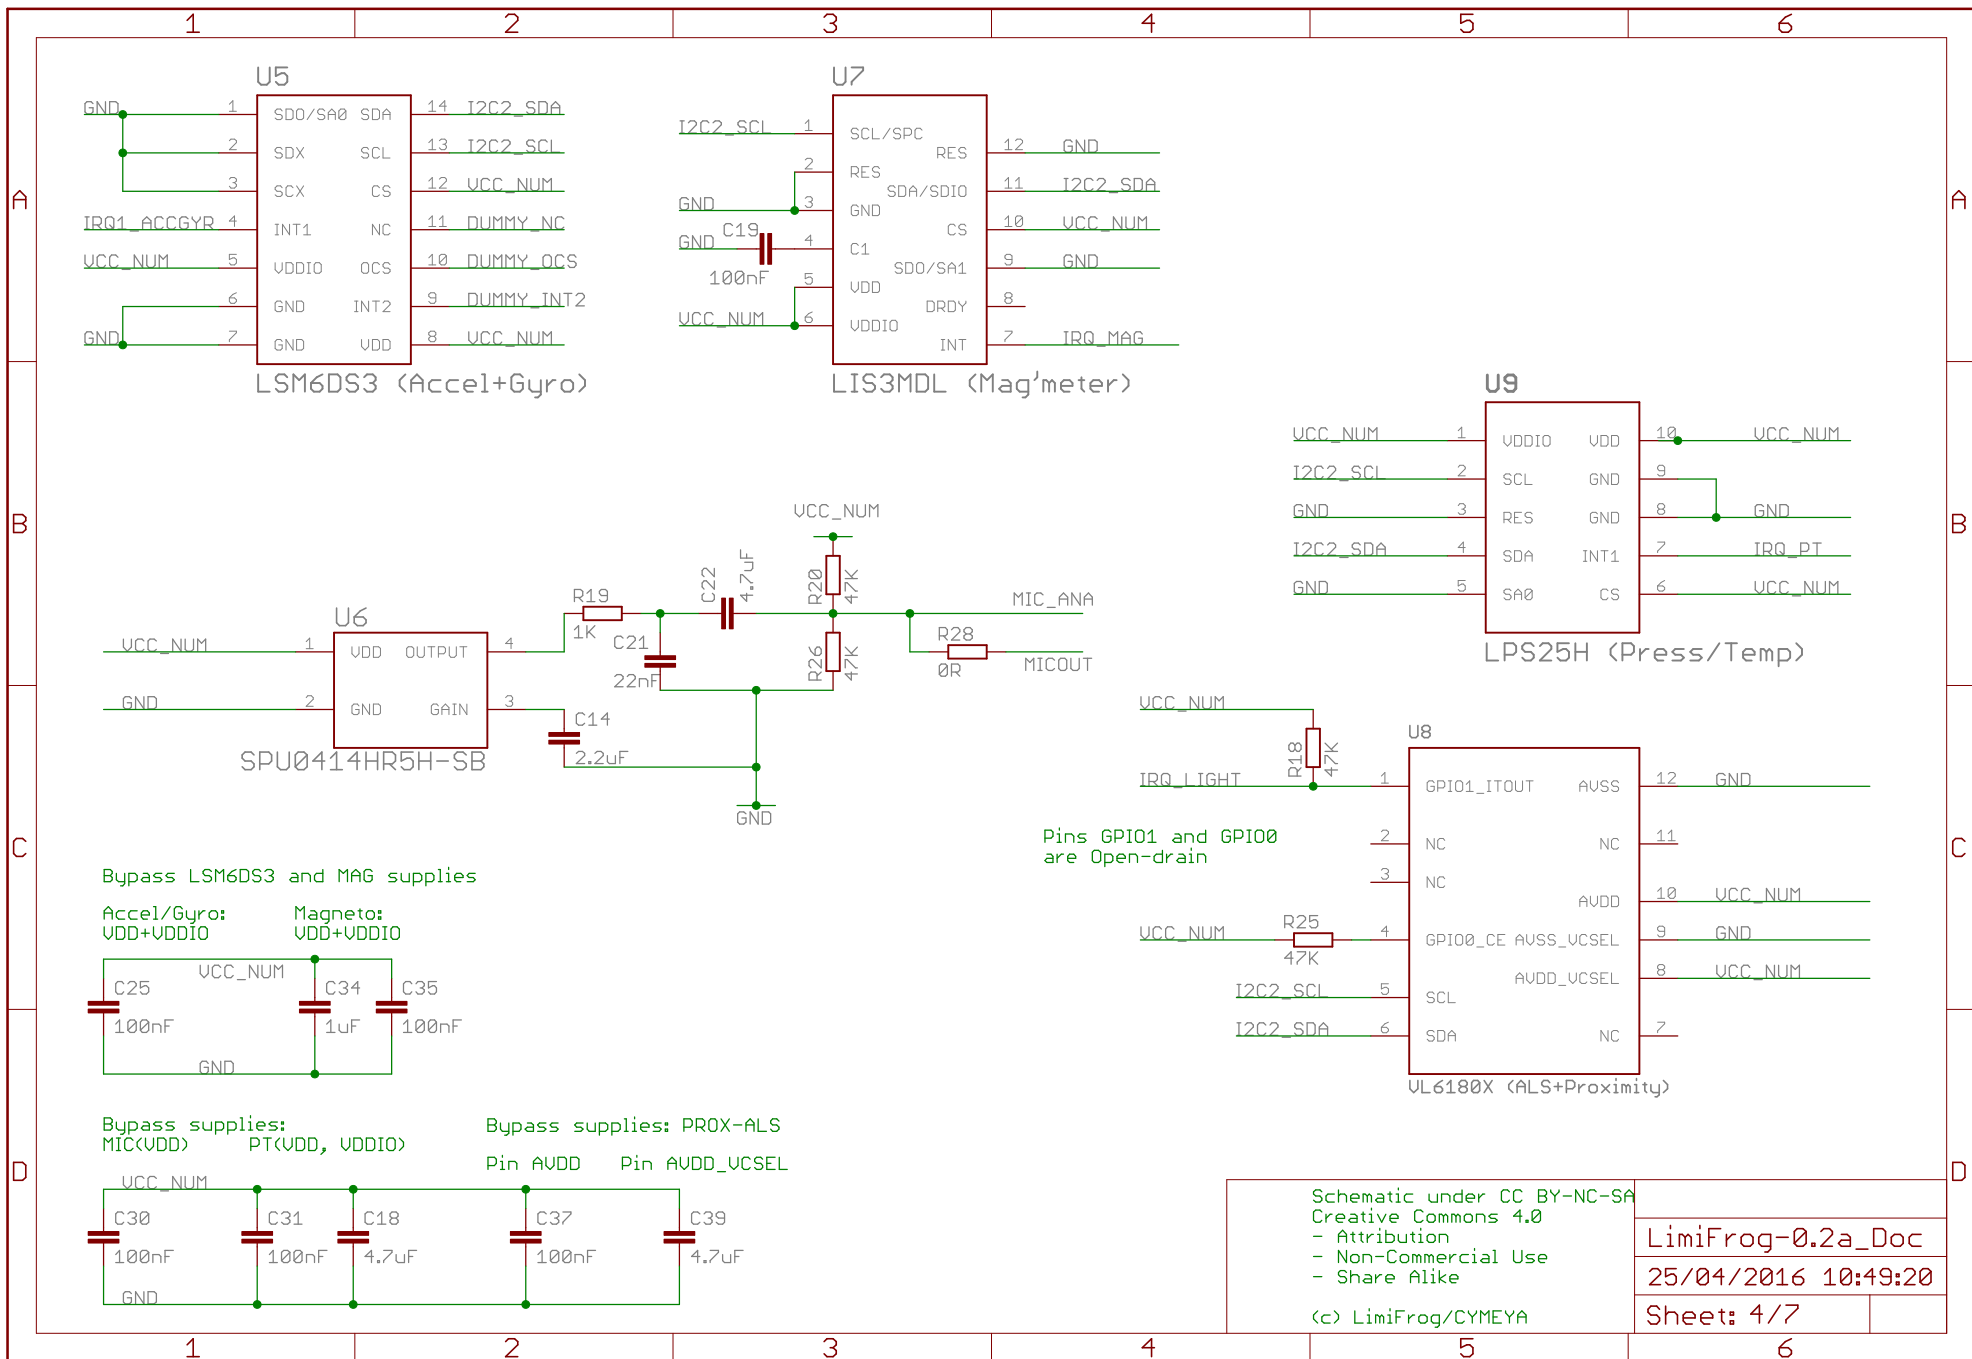 1 2 3 4 5 6
A
B
C
D
A
B
C
D
U5
GND 1 SDO/SA0 SDA 14 I2C2_SDA
2 SDX SCL 13 I2C2_SCL
3 SCX CS 12 VCC_NUM
IRQ1_ACCGYR 4 INT1 NC 11 DUMMY_NC
VCC_NUM 5 VDDIO OCS 10 DUMMY_OCS
6 GND INT2 9 DUMMY_INT2
GND 7 GND VDD 8 VCC_NUM
LSM6DS3 (Accel+Gyro)
U7
I2C2_SCL 1 SCL/SPC
RES 12 GND
2 RES
SDA/SDIO 11 I2C2_SDA
GND 3 GND
CS 10 VCC_NUM
GND C19 4 C1
100nF
SDO/SA1 9 GND
5 VDD
DRDY 8
VCC_NUM 6 VDDIO
INT 7 IRQ_MAG
LIS3MDL (Mag'meter)
U9
VCC_NUM 1 VDDIO VDD 10 VCC_NUM
I2C2_SCL 2 SCL GND 9
GND 3 RES GND 8 GND
I2C2_SDA 4 SDA INT1 7 IRQ_PT
GND 5 SA0 CS 6 VCC_NUM
LPS25H (Press/Temp)
VCC_NUM
R20
47K
C22
4.7uF
R19
1K
MIC_ANA
U6
VCC_NUM 1 VDD OUTPUT 4
GND 2 GND GAIN 3
SPU0414HR5H-SB
C21
22nF
R26
47K
R28
0R
MICOUT
C14
2.2uF
GND
VCC_NUM
R18
47K
U8
IRQ_LIGHT 1 GPIO1_ITOUT AVSS 12 GND
2 NC NC 11
3 NC
AVDD 10 VCC_NUM
VCC_NUM R25 4 GPIO0_CE AVSS_VCSEL 9 GND
47K
AVDD_VCSEL 8 VCC_NUM
I2C2_SCL 5 SCL
I2C2_SDA 6 SDA NC 7
VL6180X (ALS+Proximity)
Pins GPIO1 and GPIO0
are Open-drain
Bypass LSM6DS3 and MAG supplies
Accel/Gyro: Magneto:
VDD+VDDIO VDD+VDDIO
VCC_NUM
C25 C34 C35
100nF 1uF 100nF
GND
Bypass supplies:
MIC(VDD) PT(VDD, VDDIO)
Bypass supplies: PROX-ALS
Pin AVDD Pin AVDD_VCSEL
VCC_NUM
C30 C31 C18 C37 C39
100nF 100nF 4.7uF 100nF 4.7uF
GND
Schematic under CC BY-NC-SA
Creative Commons 4.0
- Attribution
- Non-Commercial Use
- Share Alike
(c) LimiFrog/CYMEYA
LimiFrog-0.2a_Doc
25/04/2016 10:49:20
Sheet: 4/7
1 2 3 4 5 6